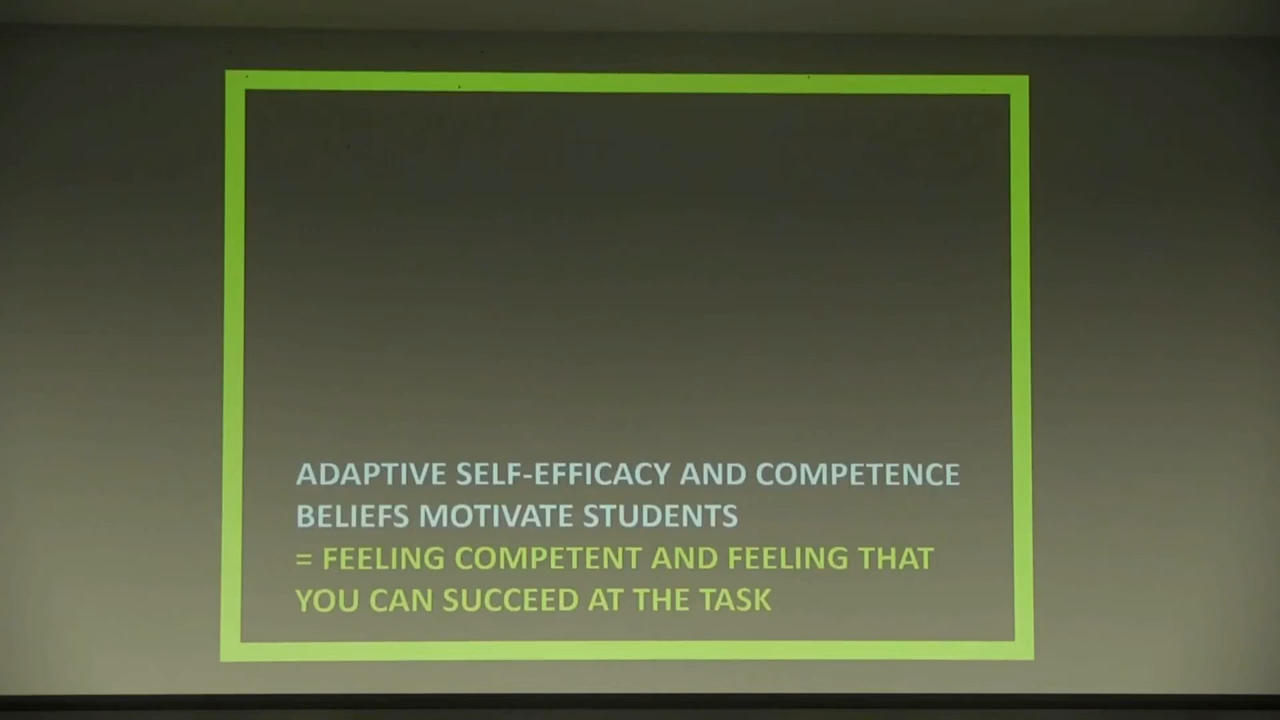 ADAPTIVE SELF-EFFICACY AND COMPETENCE
BELIEFS MOTIVATE STUDENTS
= FEELING COMPETENT AND FEELING THAT
YOU CAN SUCCEED AT THE TASK